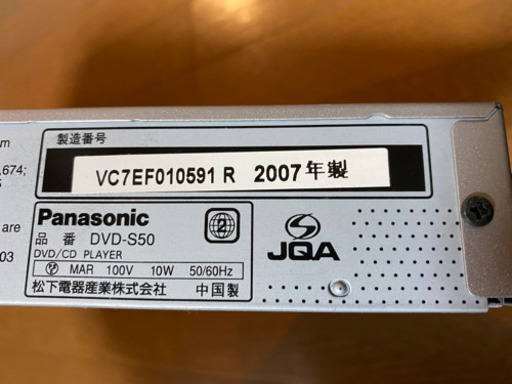 製造番号
m
674;
5
VC7EF010591 R 2007年製
are
03
Panasonic
2
品 番 DVD-S50
DVD/CD PLAYER
MAR 100V 10W 50/60Hz
松下電器産業株式会社 中国製
JQA